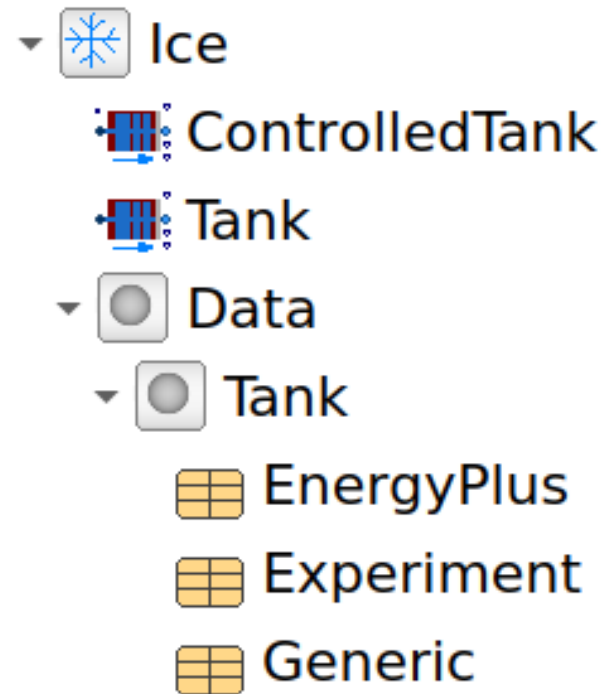 Ice
ControlledTank
Tank
Data
Tank
EnergyPlus
Experiment
Generic